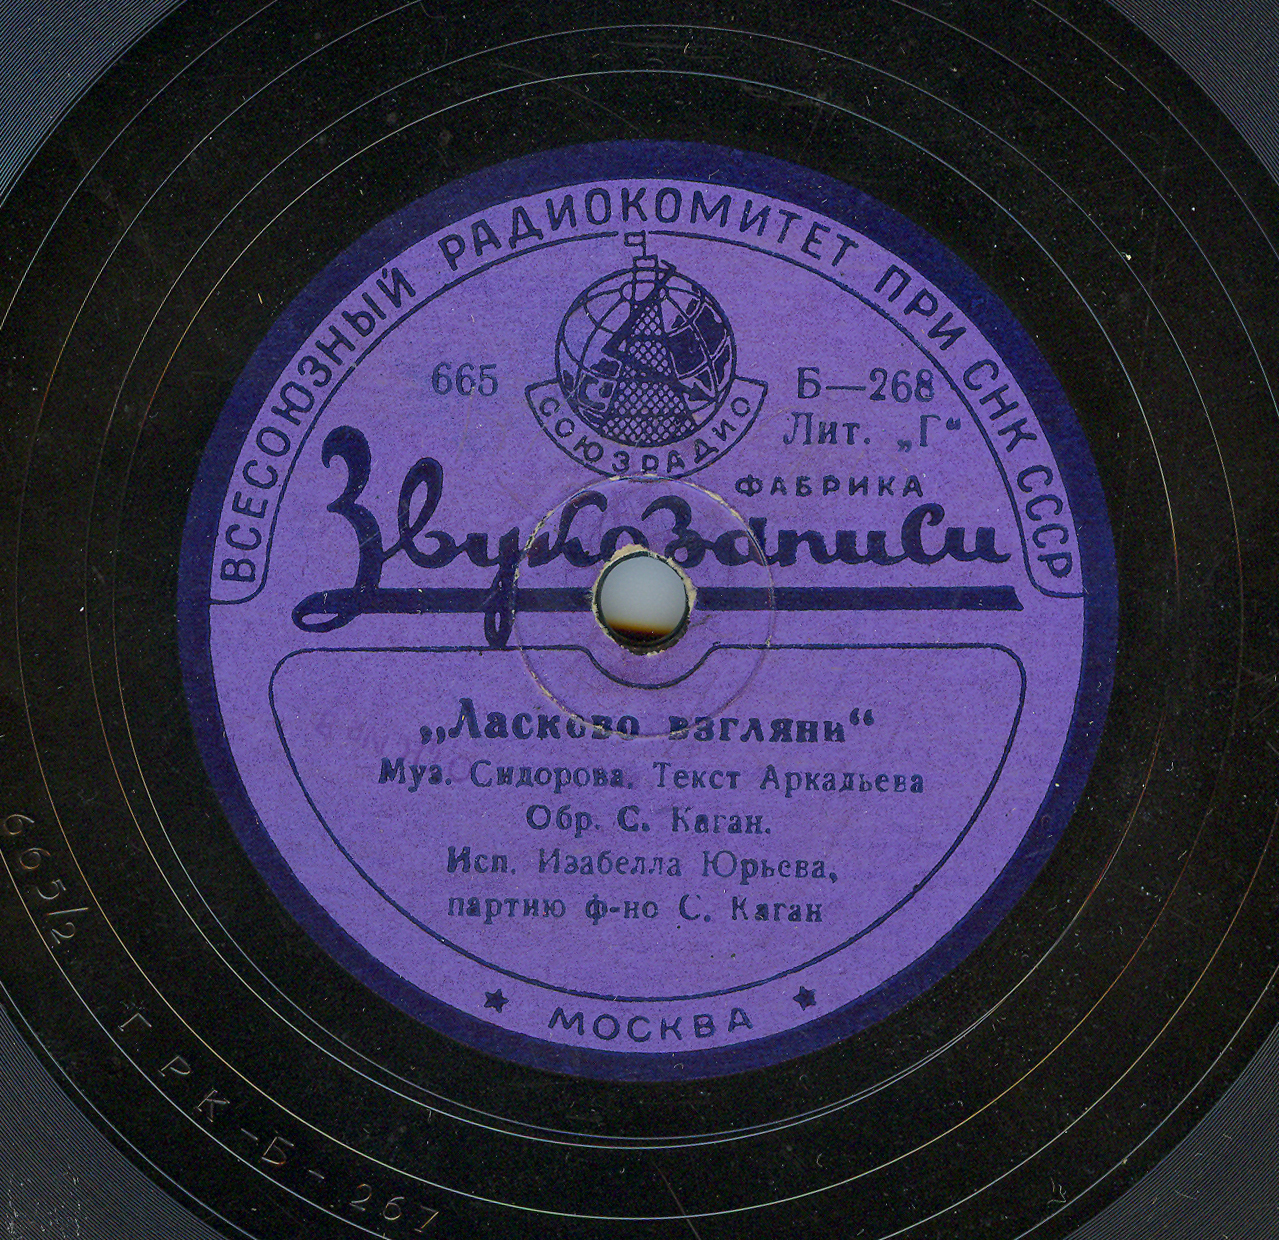 ВСЕСОЮЗНЫЙ РАДИОКОМИТЕТ ПРИ СНК СССР
СОЮЗРАДИО
665
Б—268
Лит. „Г“
ФАБРИКА
Звукозаписи
„Ласково взгляни“
Муз. Сидорова. Текст Аркадьева
Обр. С. Каган.
Исп. Изабелла Юрьева,
партию ф-но С. Каган
МОСКВА
665/2 ГРК-Б-267